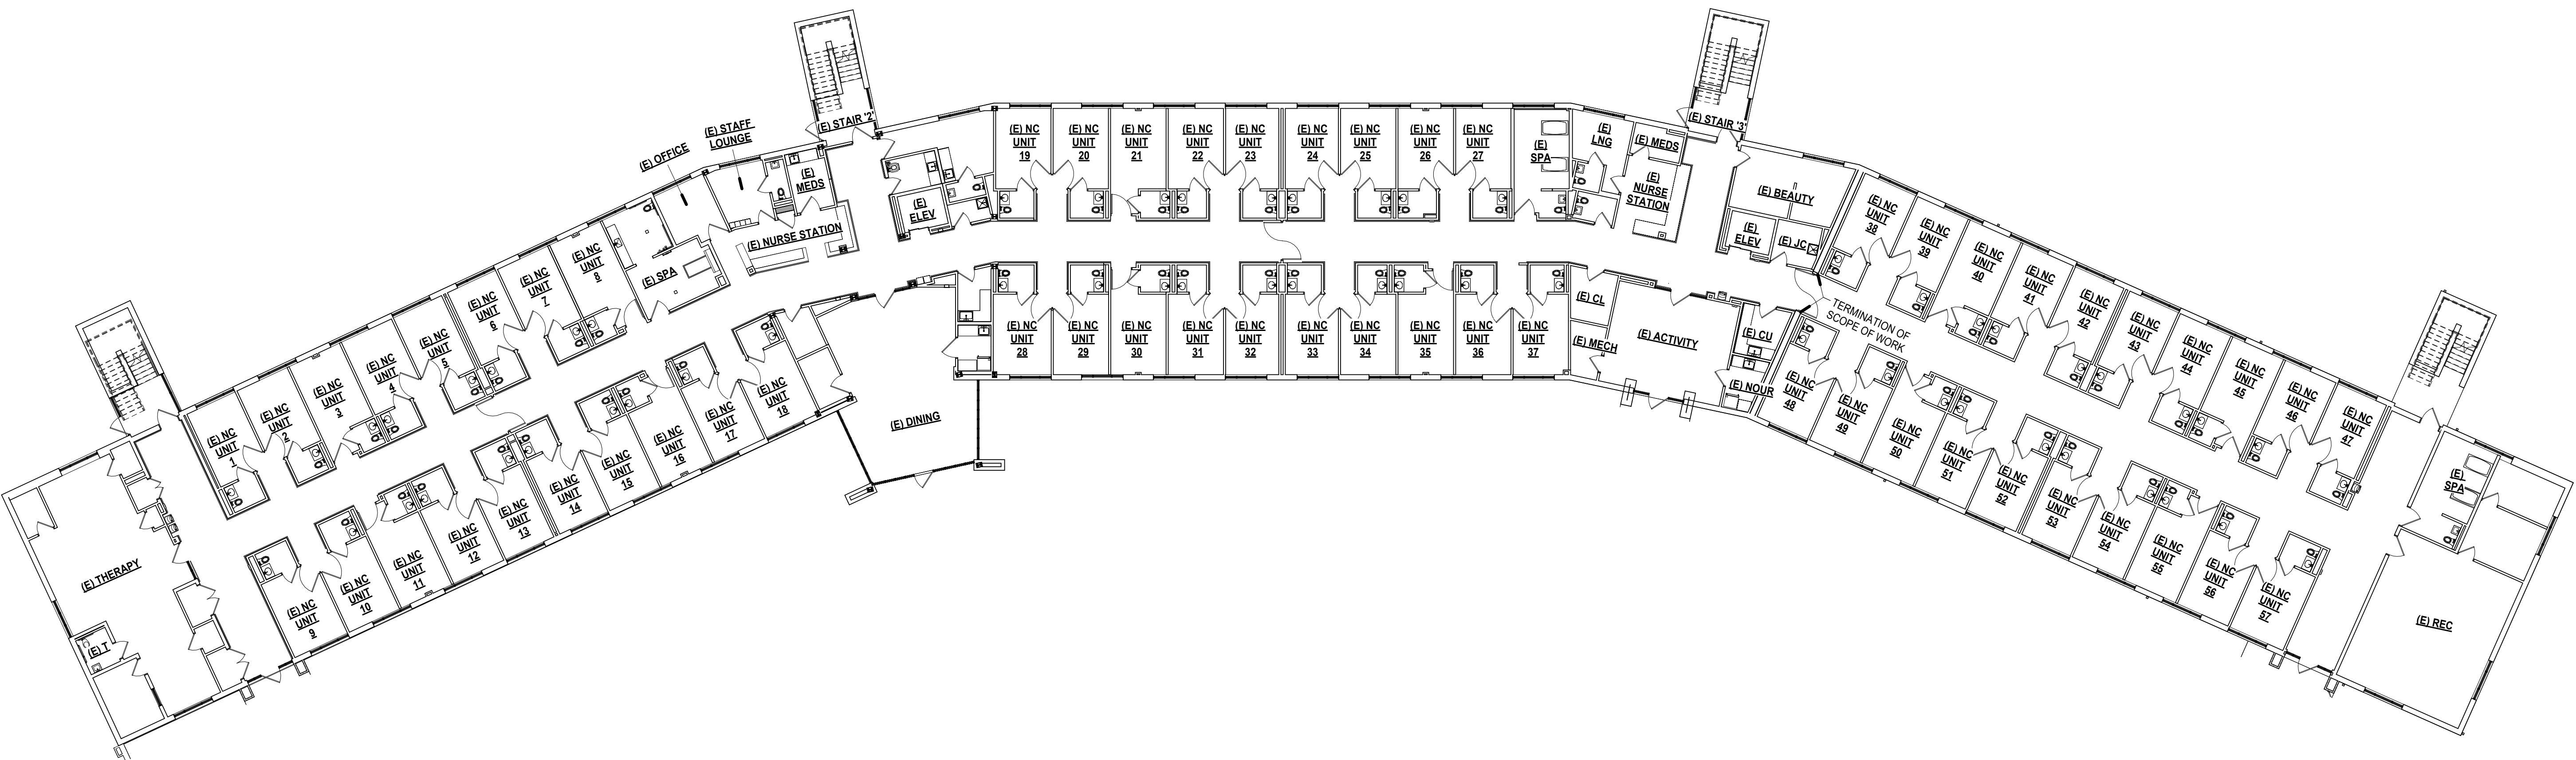 (E) STAIR '2'
(E) STAFF
LOUNGE
(E) OFFICE
(E)
MEDS
(E) NURSE STATION
(E)
ELEV
(E) SPA
(E) NC
UNIT
1
(E) NC
UNIT
2
(E) NC
UNIT
3
(E) NC
UNIT
4
(E) NC
UNIT
5
(E) NC
UNIT
6
(E) NC
UNIT
7
(E) NC
UNIT
8
(E) THERAPY
(E) T
(E) NC
UNIT
9
(E) NC
UNIT
10
(E) NC
UNIT
11
(E) NC
UNIT
12
(E) NC
UNIT
13
(E) NC
UNIT
14
(E) NC
UNIT
15
(E) NC
UNIT
16
(E) NC
UNIT
17
(E) NC
UNIT
18
(E) DINING
(E) NC
UNIT
19
(E) NC
UNIT
20
(E) NC
UNIT
21
(E) NC
UNIT
22
(E) NC
UNIT
23
(E) NC
UNIT
24
(E) NC
UNIT
25
(E) NC
UNIT
26
(E) NC
UNIT
27
(E)
SPA
(E)
LNG
(E) MEDS
(E)
NURSE
STATION
(E) STAIR '3'
(E) NC
UNIT
28
(E) NC
UNIT
29
(E) NC
UNIT
30
(E) NC
UNIT
31
(E) NC
UNIT
32
(E) NC
UNIT
33
(E) NC
UNIT
34
(E) NC
UNIT
35
(E) NC
UNIT
36
(E) NC
UNIT
37
(E) CL
(E) MECH
(E) ACTIVITY
(E) CU
(E) NOUR
(E) BEAUTY
(E)
ELEV
(E) JC
TERMINATION OF
SCOPE OF WORK
(E) NC
UNIT
38
(E) NC
UNIT
39
(E) NC
UNIT
40
(E) NC
UNIT
41
(E) NC
UNIT
42
(E) NC
UNIT
43
(E) NC
UNIT
44
(E) NC
UNIT
45
(E) NC
UNIT
46
(E) NC
UNIT
47
(E) NC
UNIT
48
(E) NC
UNIT
49
(E) NC
UNIT
50
(E) NC
UNIT
51
(E) NC
UNIT
52
(E) NC
UNIT
53
(E) NC
UNIT
54
(E) NC
UNIT
55
(E) NC
UNIT
56
(E) NC
UNIT
57
(E)
SPA
(E) REC